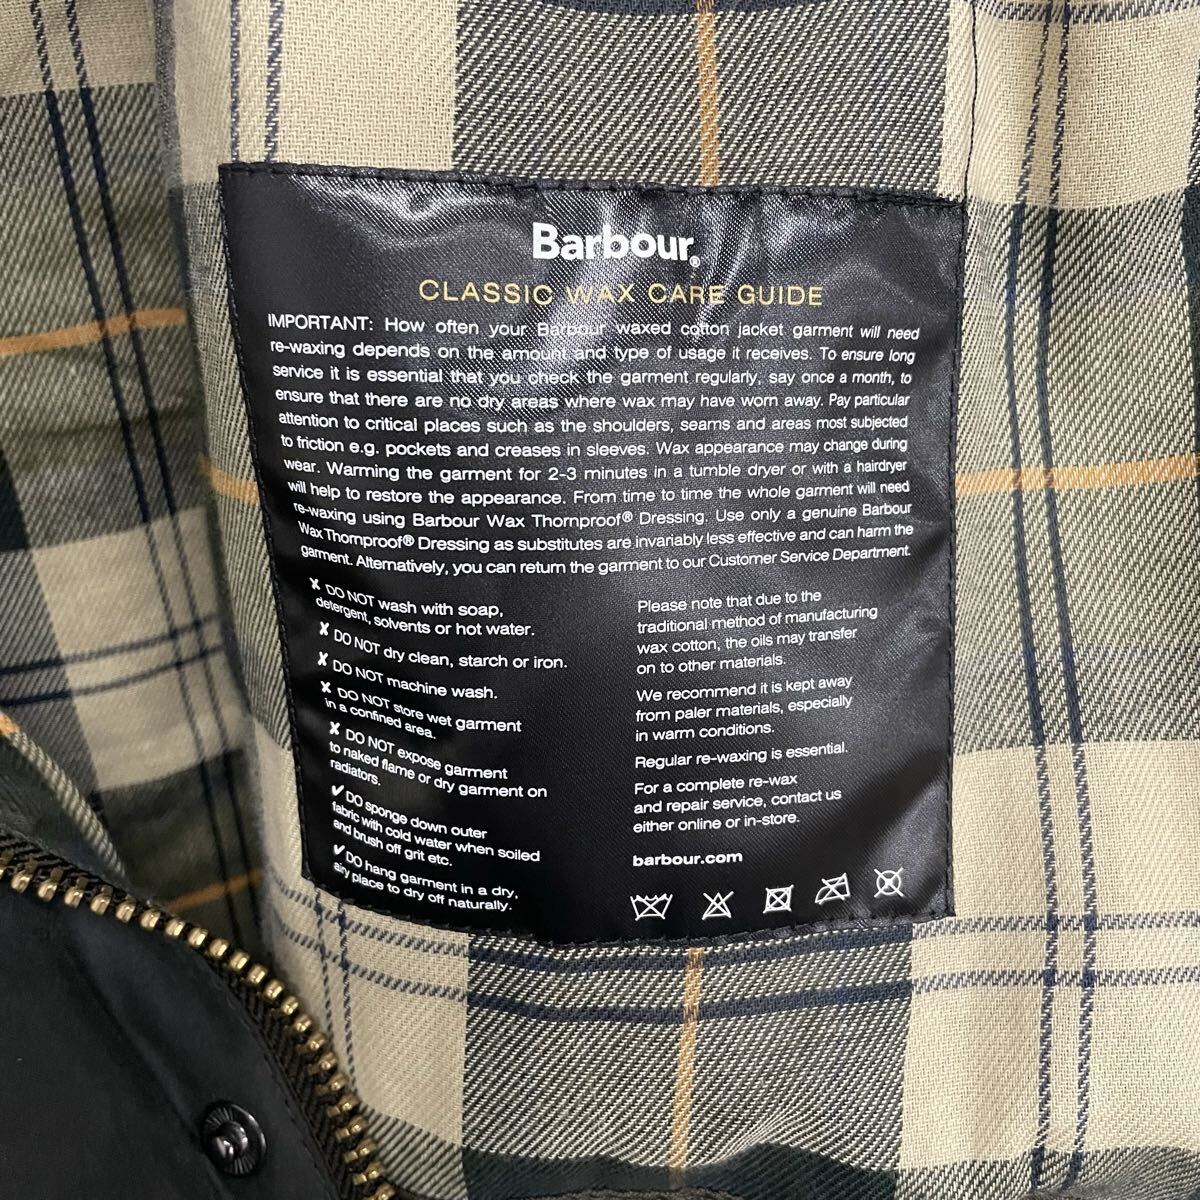 Barbour®
CLASSIC WAX CARE GUIDE
IMPORTANT: How often your Barbour waxed cotton jacket garment will need
re-waxing depends on the amount and type of usage it receives. To ensure long
service it is essential that you check the garment regularly, say once a month, to
ensure that there are no dry areas where wax may have worn away. Pay particular
attention to critical places such as the shoulders, seams and areas most subjected
to friction e.g. pockets and creases in sleeves. Wax appearance may change during
wear. Warming the garment for 2-3 minutes in a tumble dryer or with a hairdryer
will help to restore the appearance. From time to time the whole garment will need
re-waxing using Barbour Wax Thornproof® Dressing. Use only a genuine Barbour
Wax Thornproof® Dressing as substitutes are invariably less effective and can harm the
garment. Alternatively, you can return the garment to our Customer Service Department.
✗ DO NOT wash with soap,
detergent, solvents or hot water.
✗ DO NOT dry clean, starch or iron.
✗ DO NOT machine wash.
✗ DO NOT store wet garment
in a confined area.
✗ DO NOT expose garment
to naked flame or dry garment on
radiators.
✔ DO sponge down outer
fabric with cold water when soiled
and brush off grit etc.
✔ DO hang garment in a dry,
airy place to dry off naturally.
Please note that due to the
traditional method of manufacturing
wax cotton, the oils may transfer
on to other materials.
We recommend it is kept away
from paler materials, especially
in warm conditions.
Regular re-waxing is essential.
For a complete re-wax
and repair service, contact us
either online or in-store.
barbour.com